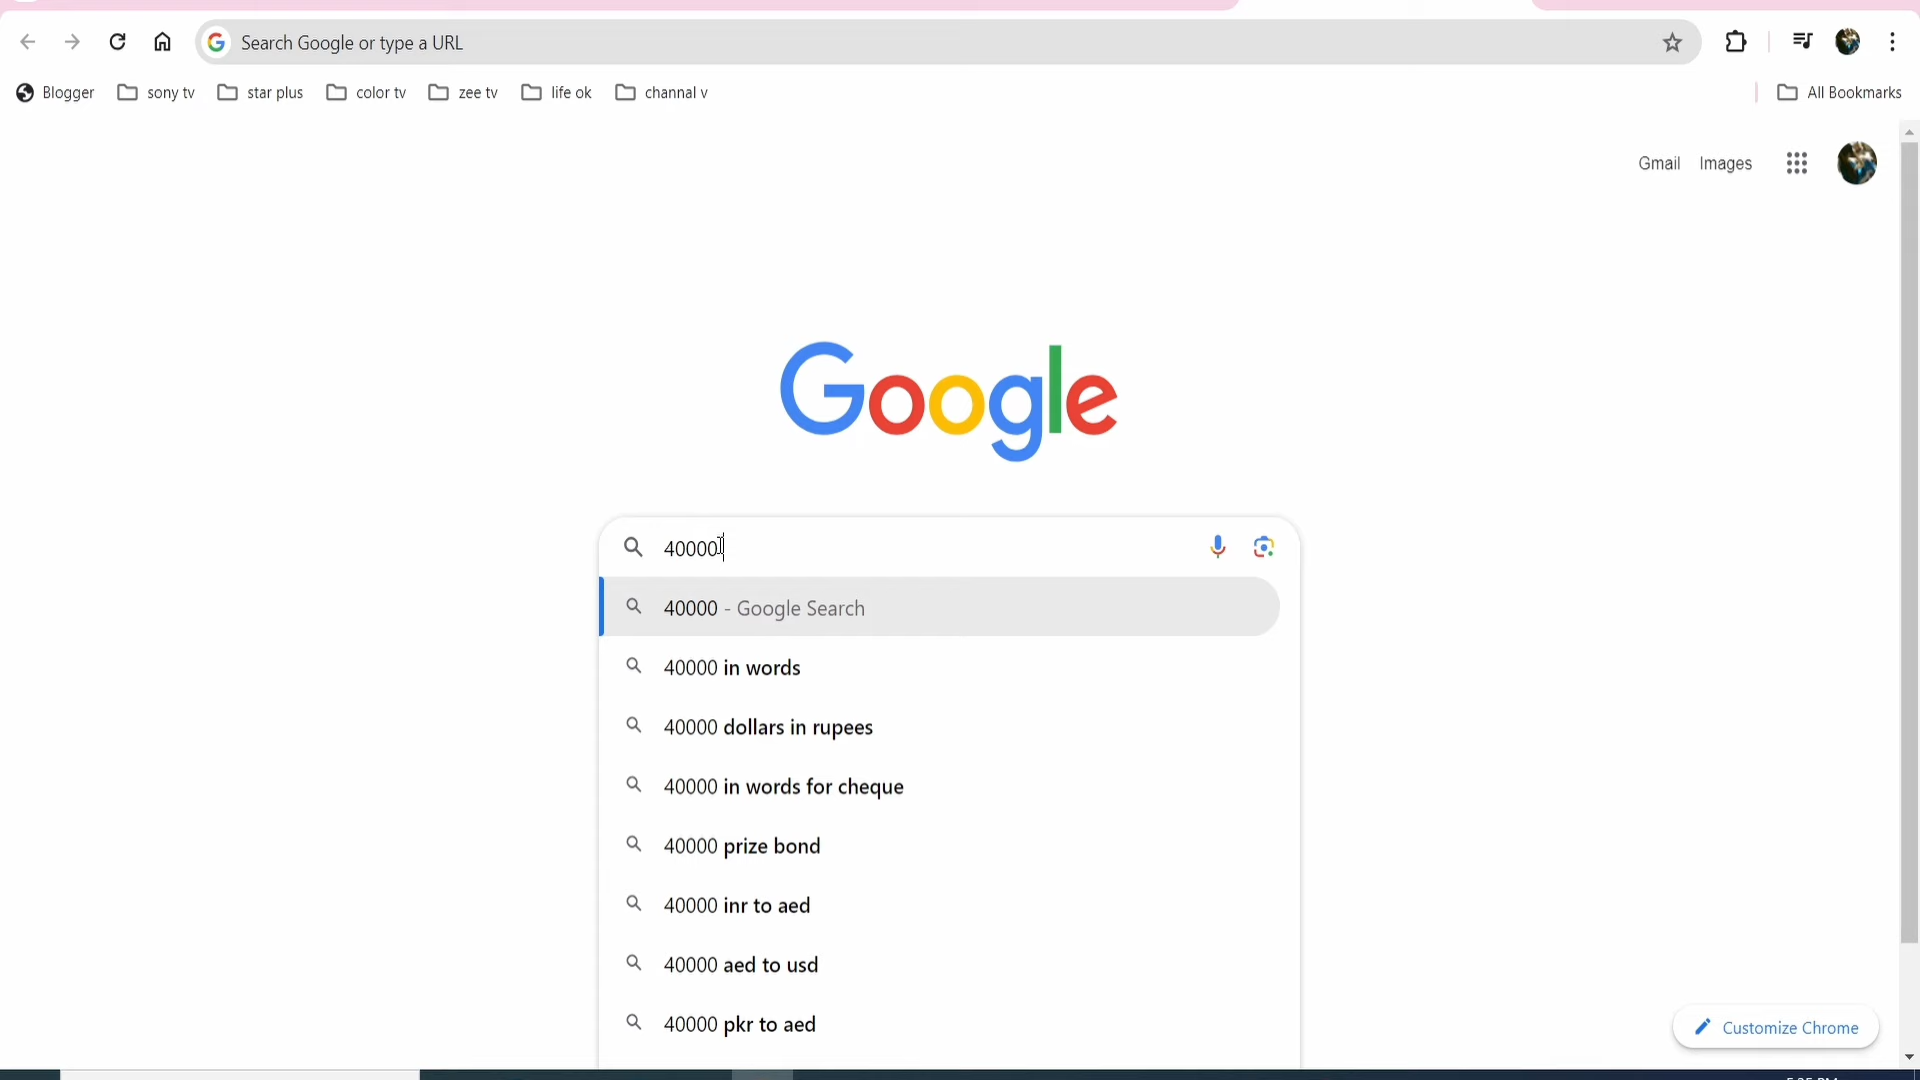 Search Google or type a URL
Blogger sony tv star plus color tv zee tv life ok channal v All Bookmarks
Gmail Images
Google
40000
40000 - Google Search
40000 in words
40000 dollars in rupees
40000 in words for cheque
40000 prize bond
40000 inr to aed
40000 aed to usd
40000 pkr to aed
Customize Chrome